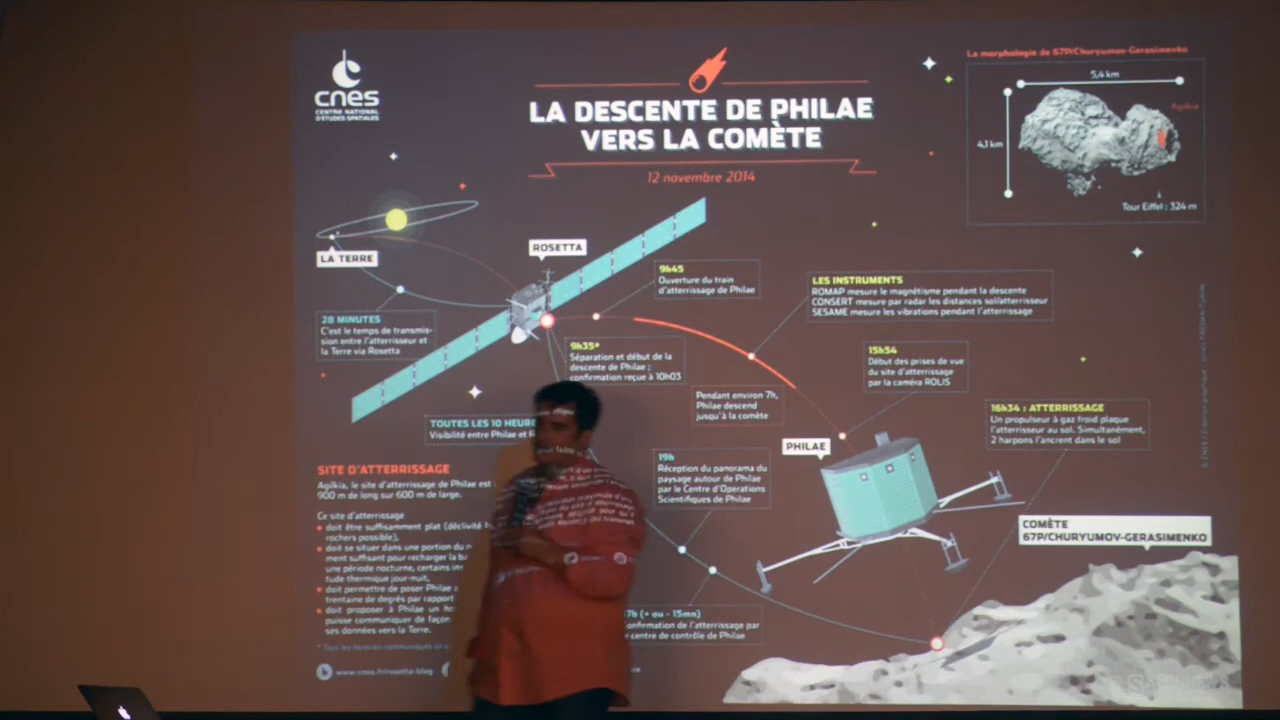 cnes
CENTRE NATIONAL
D'ÉTUDES SPATIALES
LA DESCENTE DE PHILAE
VERS LA COMÈTE
12 novembre 2014
La morphologie de 67P/Churyumov-Gerasimenko
5,4 km
4,1 km
Agilkia
Tour Eiffel : 324 m
LA TERRE
ROSETTA
28 MINUTES
C'est le temps de transmis-
sion entre l'atterrisseur et
la Terre via Rosetta
9h45
Ouverture du train
d'atterrissage de Philae
LES INSTRUMENTS
ROMAP mesure le magnétisme pendant la descente
CONSERT mesure par radar les distances sol/atterrisseur
SESAME mesure les vibrations pendant l'atterrissage
9h35*
Séparation et début de la
descente de Philae ;
confirmation reçue à 10h03
Pendant environ 7h,
Philae descend
jusqu'à la comète
15h54
Début des prises de vue
du site d'atterrissage
par la caméra ROLIS
16h34 : ATTERRISSAGE
Un propulseur à gaz froid plaque
l'atterrisseur au sol. Simultanément,
2 harpons l'ancrent dans le sol
TOUTES LES 10 HEURE
Visibilité entre Philae et R
PHILAE
19h
Réception du panorama du
paysage autour de Philae
par le Centre d'Opérations
Scientifiques de Philae
COMÈTE
67P/CHURYUMOV-GERASIMENKO
7h (+ ou - 15mn)
onfirmation de l'atterrissage par
centre de contrôle de Philae
SITE D'ATTERRISSAGE
Agilkia, le site d'atterrissage de Philae est
900 m de long sur 600 m de large.
Ce site d'atterrissage
doit être suffisamment plat (déclivité
rochers possible),
doit se situer dans une portion du
ment suffisant pour recharger la ba
une période nocturne, certains ins
tude thermique jour-nuit,
doit permettre de poser Philae a
trentaine de degrés par rapport
doit proposer à Philae un ho
puisse communiquer de façon
ses données vers la Terre.
* Tous les horaires communiqués
www.cnes.fr/rosetta-blog